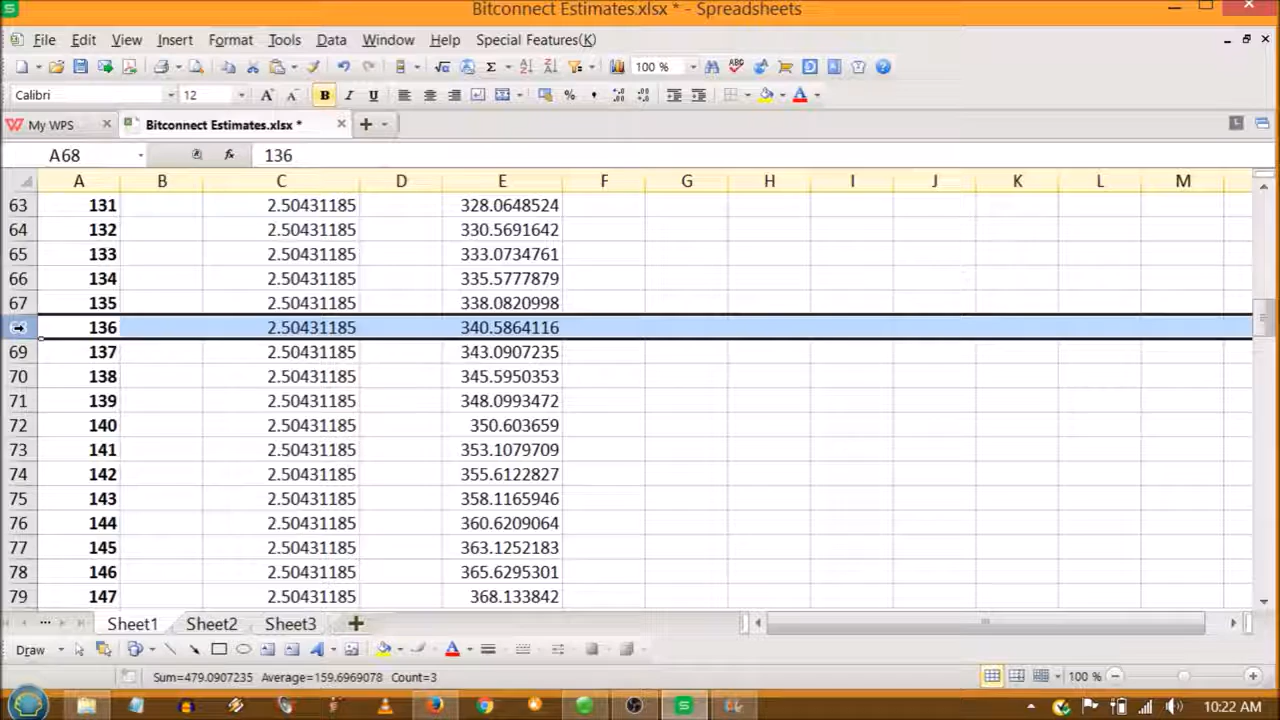 Bitconnect Estimates.xlsx * - Spreadsheets
File Edit View Insert Format Tools Data Window Help Special Features(K)
100 %
Calibri 12 B I U A
My WPS Bitconnect Estimates.xlsx *
A68 fx 136
A B C D E F G H I J K L M
63 131 2.50431185 328.0648524
64 132 2.50431185 330.5691642
65 133 2.50431185 333.0734761
66 134 2.50431185 335.5777879
67 135 2.50431185 338.0820998
136 2.50431185 340.5864116
69 137 2.50431185 343.0907235
70 138 2.50431185 345.5950353
71 139 2.50431185 348.0993472
72 140 2.50431185 350.603659
73 141 2.50431185 353.1079709
74 142 2.50431185 355.6122827
75 143 2.50431185 358.1165946
76 144 2.50431185 360.6209064
77 145 2.50431185 363.1252183
78 146 2.50431185 365.6295301
79 147 2.50431185 368.133842
Sheet1 Sheet2 Sheet3
Draw
Sum=479.0907235 Average=159.6969078 Count=3 100 %
10:22 AM